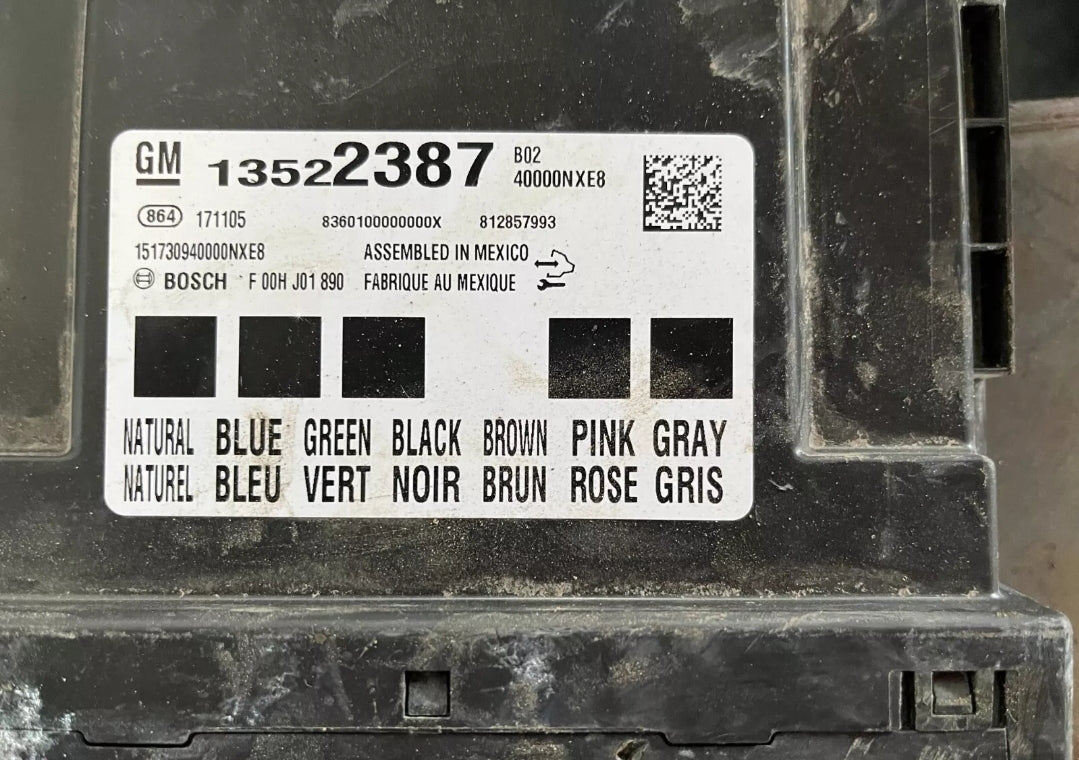 GM 13522387 B02
40000NXE8
864 171105 8360100000000X 812857993
151730940000NXE8 ASSEMBLED IN MEXICO
BOSCH F 00H J01 890 FABRIQUE AU MEXIQUE
NATURAL BLUE GREEN BLACK BROWN PINK GRAY
NATUREL BLEU VERT NOIR BRUN ROSE GRIS